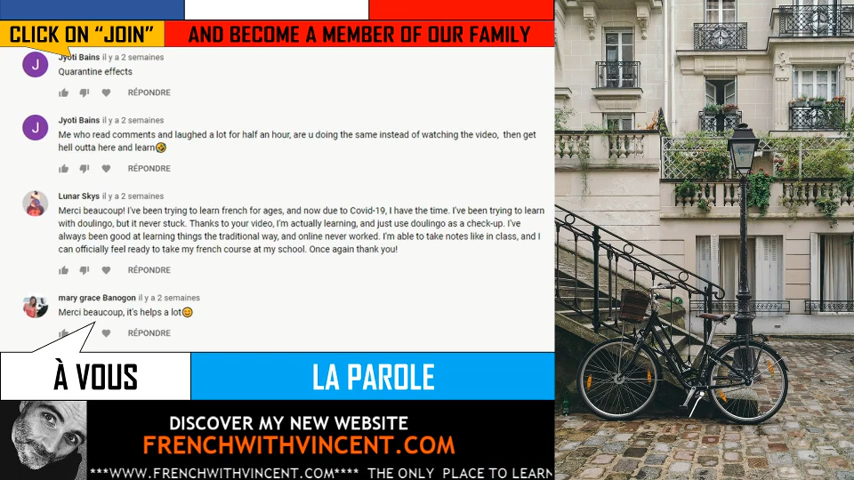 CLICK ON "JOIN" AND BECOME A MEMBER OF OUR FAMILY
Jyoti Bains il y a 2 semaines
Quarantine effects
RÉPONDRE
Jyoti Bains il y a 2 semaines
Me who read comments and laughed a lot for half an hour, are u doing the same instead of watching the video, then get
hell outta here and learn🤣
RÉPONDRE
Lunar Skys il y a 2 semaines
Merci beaucoup! I've been trying to learn french for ages, and now due to Covid-19, I have the time. I've been trying to learn
with doulingo, but it never stuck. Thanks to your video, I'm actually learning, and just use doulingo as a check-up. I've
always been good at learning things the traditional way, and online never worked. I'm able to take notes like in class, and I
can officially feel ready to take my french course at my school. Once again thank you!
RÉPONDRE
mary grace Banogon il y a 2 semaines
Merci beaucoup, it's helps a lot😊
RÉPONDRE
À VOUS LA PAROLE
DISCOVER MY NEW WEBSITE
FRENCHWITHVINCENT.COM
***WWW.FRENCHWITHVINCENT.COM**** THE ONLY PLACE TO LEARN